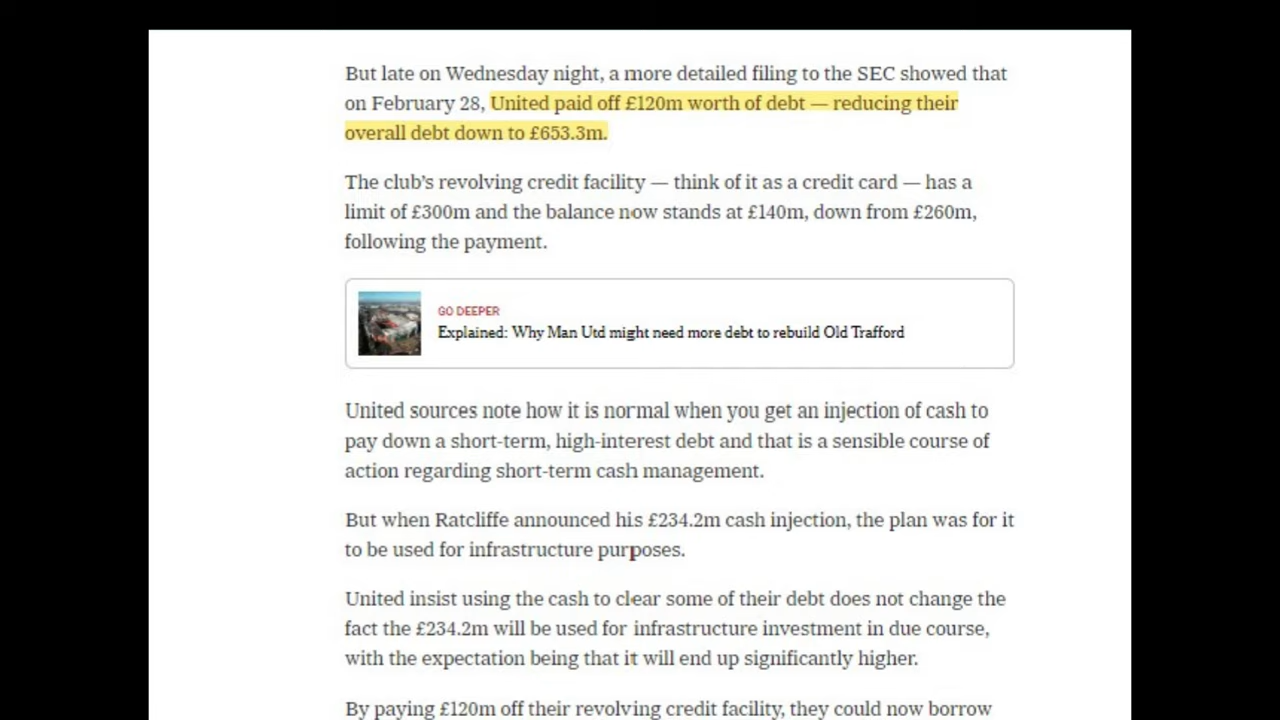 But late on Wednesday night, a more detailed filing to the SEC showed that
on February 28, United paid off £120m worth of debt — reducing their
overall debt down to £653.3m.
The club’s revolving credit facility — think of it as a credit card — has a
limit of £300m and the balance now stands at £140m, down from £260m,
following the payment.
GO DEEPER
Explained: Why Man Utd might need more debt to rebuild Old Trafford
United sources note how it is normal when you get an injection of cash to
pay down a short-term, high-interest debt and that is a sensible course of
action regarding short-term cash management.
But when Ratcliffe announced his £234.2m cash injection, the plan was for it
to be used for infrastructure purposes.
United insist using the cash to clear some of their debt does not change the
fact the £234.2m will be used for infrastructure investment in due course,
with the expectation being that it will end up significantly higher.
By paying £120m off their revolving credit facility, they could now borrow